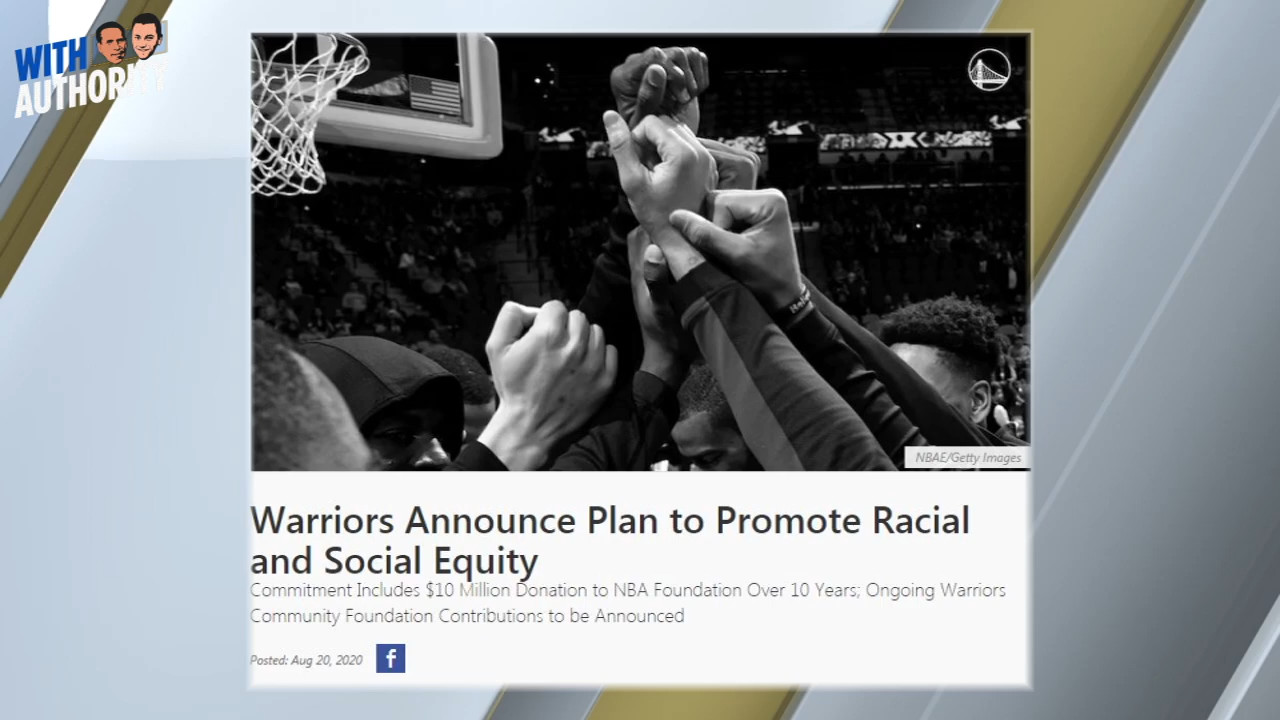 WITH
AUTHORITY
NBAE/Getty Images
Warriors Announce Plan to Promote Racial
and Social Equity
Commitment Includes $10 Million Donation to NBA Foundation Over 10 Years; Ongoing Warriors
Community Foundation Contributions to be Announced
Posted: Aug 20, 2020
f